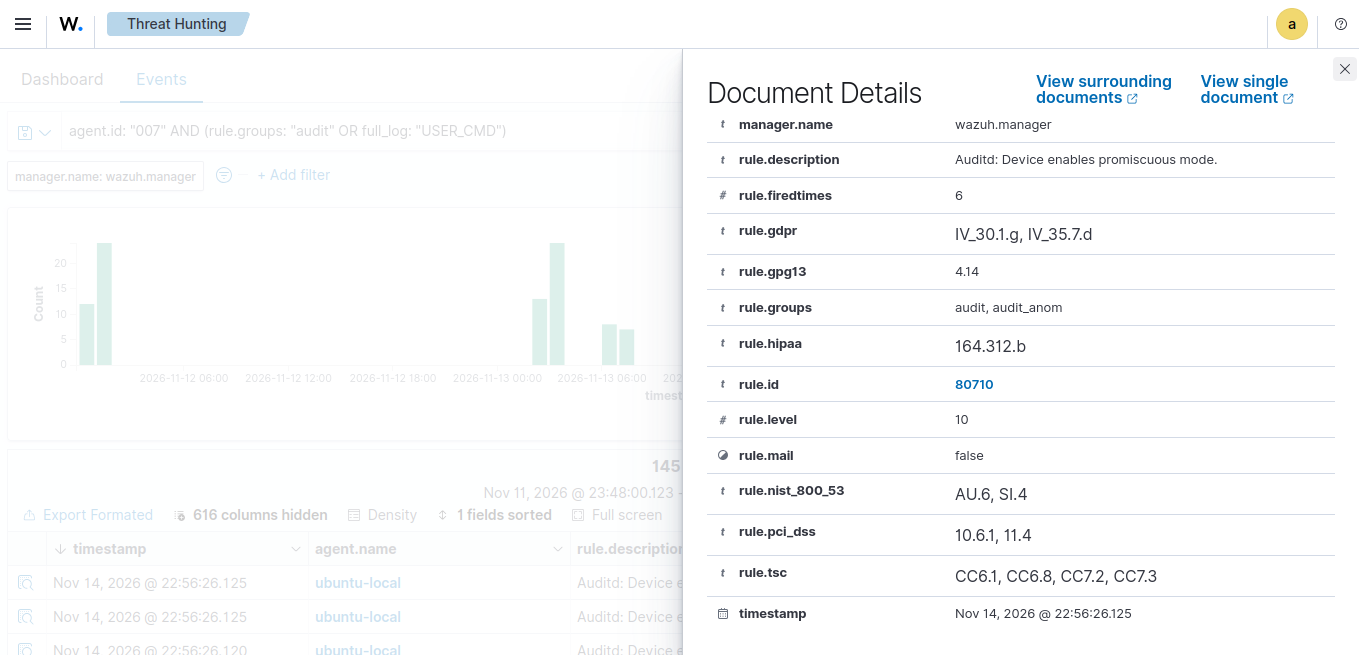 W.
Threat Hunting
a
Dashboard
Events
agent.id: "007" AND (rule.groups: "audit" OR full_log: "USER_CMD")
manager.name: wazuh.manager
+ Add filter
20
15
10
5
0
Count
2026-11-12 06:00
2026-11-12 12:00
2026-11-12 18:00
2026-11-13 00:00
2026-11-13 06:00
202
timest
145
Nov 11, 2026 @ 23:48:00.123 -
Export Formated
616 columns hidden
Density
1 fields sorted
Full screen
timestamp
agent.name
rule.description
Nov 14, 2026 @ 22:56:26.125
ubuntu-local
Auditd: Device e
Nov 14, 2026 @ 22:56:26.125
ubuntu-local
Auditd: Device e
Nov 14, 2026 @ 22:56:26.120
ubuntu-local
Auditd: Device e
Document Details
View surrounding
documents
View single
document
t manager.name wazuh.manager
t rule.description Auditd: Device enables promiscuous mode.
# rule.firedtimes 6
t rule.gdpr IV_30.1.g, IV_35.7.d
t rule.gpg13 4.14
t rule.groups audit, audit_anom
t rule.hipaa 164.312.b
t rule.id 80710
# rule.level 10
rule.mail false
t rule.nist_800_53 AU.6, SI.4
t rule.pci_dss 10.6.1, 11.4
t rule.tsc CC6.1, CC6.8, CC7.2, CC7.3
timestamp Nov 14, 2026 @ 22:56:26.125